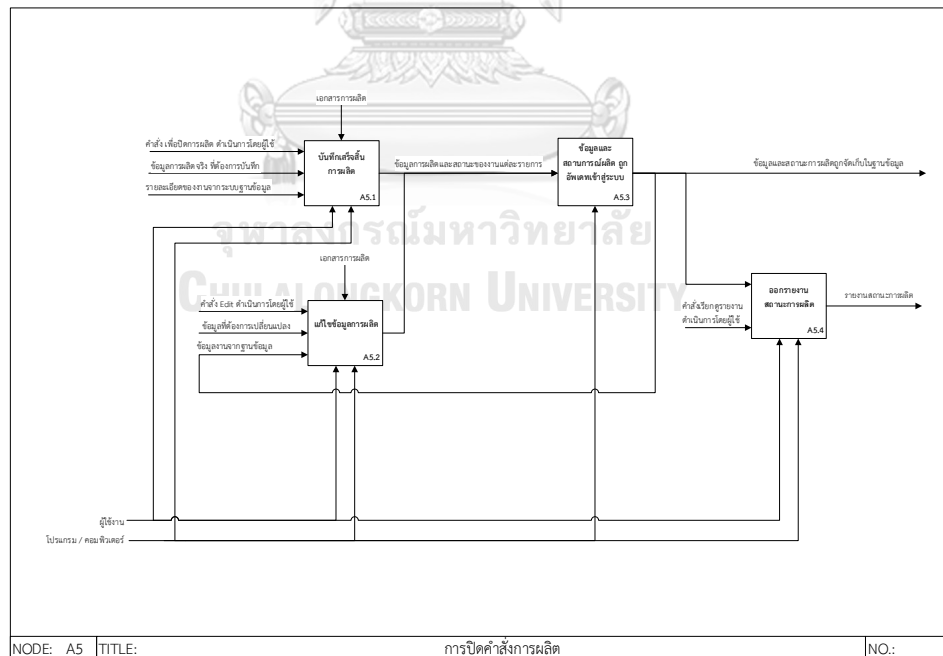 เอกสารการผลิต
คำสั่ง เพื่อปิดการผลิต ดำเนินการโดยผู้ใช้
ข้อมูลการผลิตจริง ที่ต้องการบันทึก
รายละเอียดของงานจากระบบฐานข้อมูล
บันทึกเสร็จสิ้น
การผลิต
A5.1
ข้อมูลการผลิตและสถานะของงานแต่ละรายการ
ข้อมูลและ
สถานการณ์ผลิต ถูก
อัพเดทเข้าสู่ระบบ
A5.3
ข้อมูลและสถานะการผลิตถูกจัดเก็บในฐานข้อมูล
จุฬาลงกรณ์มหาวิทยาลัย
CHULALONGKORN UNIVERSITY
เอกสารการผลิต
คำสั่ง Edit ดำเนินการโดยผู้ใช้
ข้อมูลที่ต้องการเปลี่ยนแปลง
ข้อมูลงานจากฐานข้อมูล
แก้ไขข้อมูลการผลิต
A5.2
คำสั่งเรียกดูรายงาน
ดำเนินการโดยผู้ใช้
ออกรายงาน
สถานะการผลิต
A5.4
รายงานสถานะการผลิต
ผู้ใช้งาน
โปรแกรม / คอมพิวเตอร์
NODE: A5 TITLE: การปิดคำสั่งการผลิต NO.: